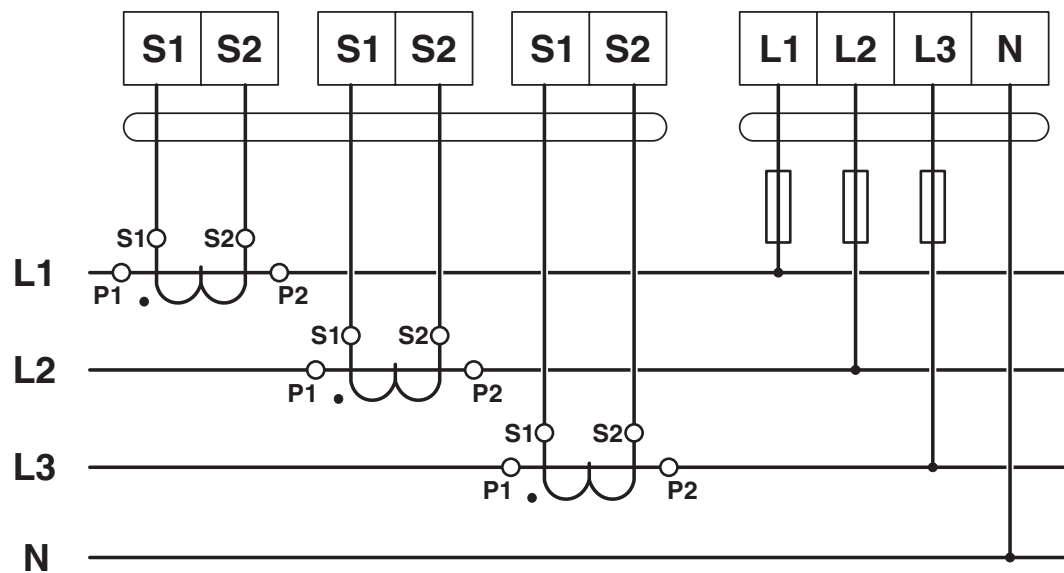 S1 S2 S1 S2 S1 S2 L1 L2 L3 N
S1 S2
L1
P1 P2
S1 S2
L2
P1 P2
S1 S2
L3
P1 P2
N